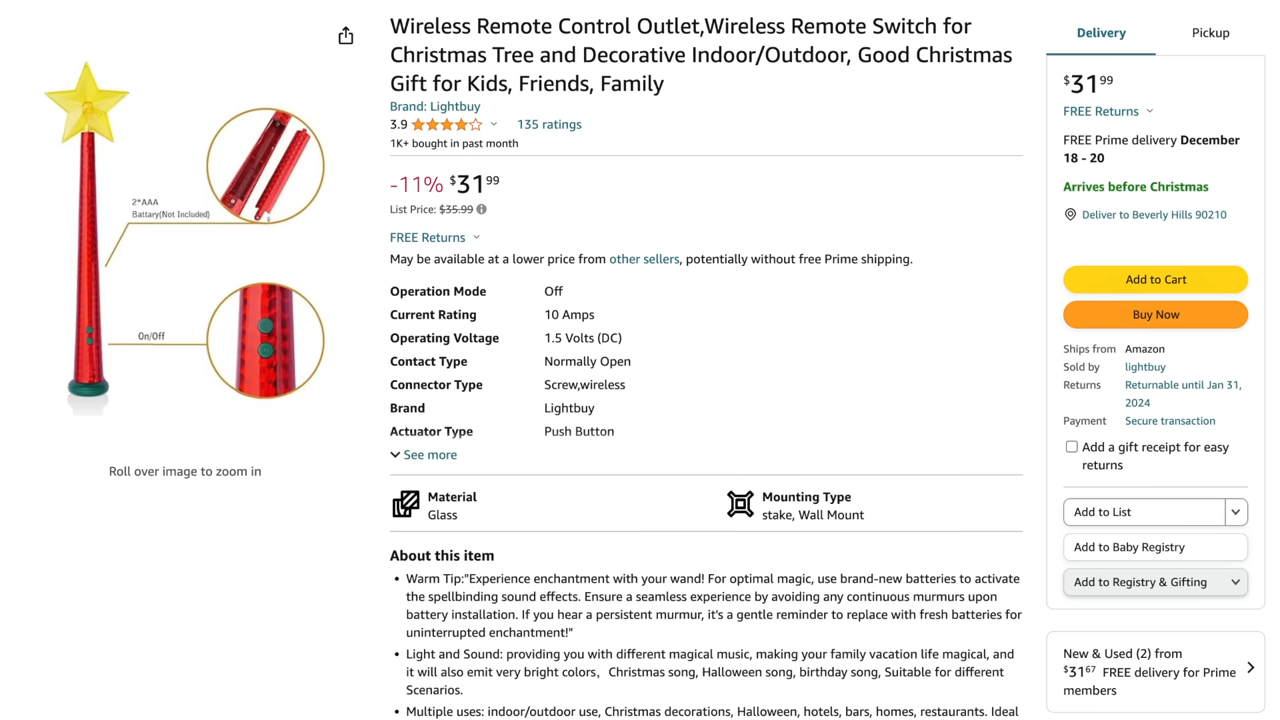 Wireless Remote Control Outlet,Wireless Remote Switch for
Christmas Tree and Decorative Indoor/Outdoor, Good Christmas
Gift for Kids, Friends, Family
Brand: Lightbuy
3.9 135 ratings
1K+ bought in past month
-11% $31.99
List Price: $35.99
FREE Returns
May be available at a lower price from other sellers, potentially without free Prime shipping.
Operation Mode Off
Current Rating 10 Amps
Operating Voltage 1.5 Volts (DC)
Contact Type Normally Open
Connector Type Screw,wireless
Brand Lightbuy
Actuator Type Push Button
See more
Material
Glass
Mounting Type
stake, Wall Mount
About this item
• Warm Tip:"Experience enchantment with your wand! For optimal magic, use brand-new batteries to activate
the spellbinding sound effects. Ensure a seamless experience by avoiding any continuous murmurs upon
battery installation. If you hear a persistent murmur, it's a gentle reminder to replace with fresh batteries for
uninterrupted enchantment!"
• Light and Sound: providing you with different magical music, making your family vacation life magical, and
it will also emit very bright colors， Christmas song, Halloween song, birthday song, Suitable for different
Scenarios.
• Multiple uses: indoor/outdoor use, Christmas decorations, Halloween, hotels, bars, homes, restaurants. Ideal
2*AAA
Battary(Not Included)
On/Off
Roll over image to zoom in
Delivery Pickup
$31.99
FREE Returns
FREE Prime delivery December
18 - 20
Arrives before Christmas
Deliver to Beverly Hills 90210
Add to Cart
Buy Now
Ships from Amazon
Sold by lightbuy
Returns Returnable until Jan 31,
2024
Payment Secure transaction
Add a gift receipt for easy
returns
Add to List
Add to Baby Registry
Add to Registry & Gifting
New & Used (2) from
$31.67 FREE delivery for Prime
members